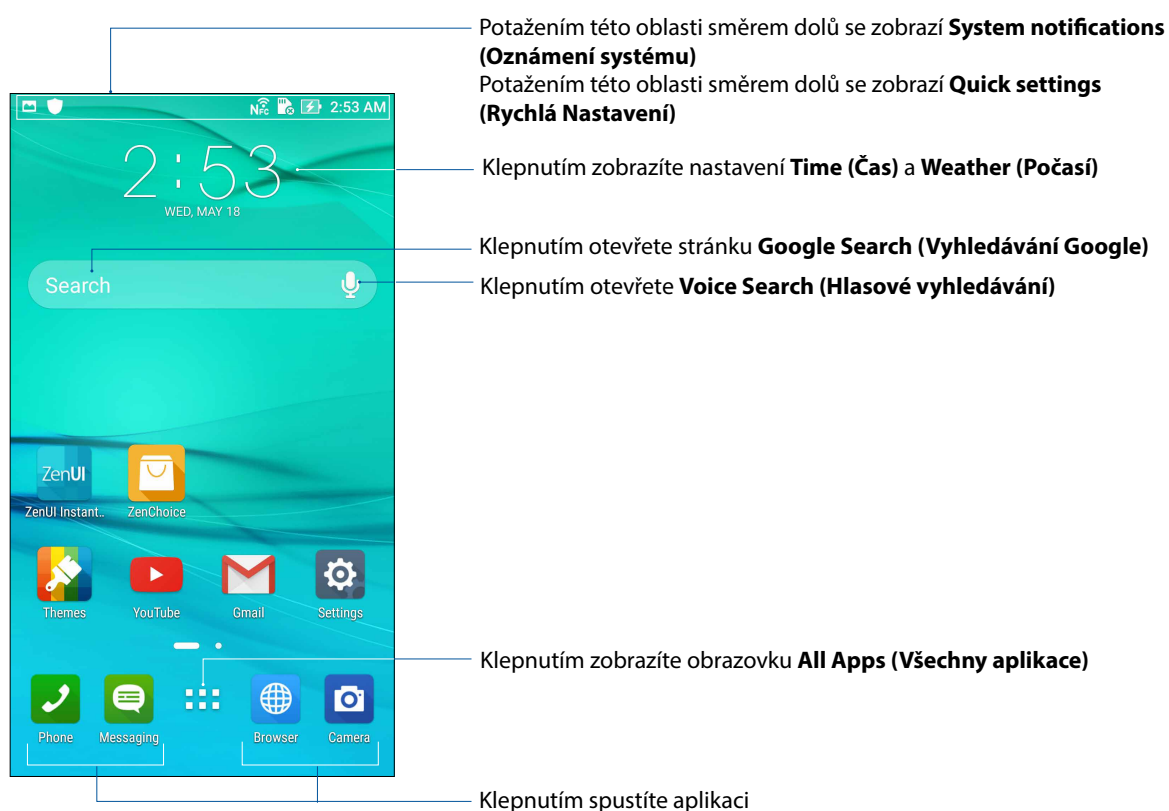 Potažením této oblasti směrem dolů se zobrazí System notifications
(Oznámení systému)
Potažením této oblasti směrem dolů se zobrazí Quick settings
(Rychlá Nastavení)
NFC 2:53 AM
2:53
WED, MAY 18
Klepnutím zobrazíte nastavení Time (Čas) a Weather (Počasí)
Klepnutím otevřete stránku Google Search (Vyhledávání Google)
Search
Klepnutím otevřete Voice Search (Hlasové vyhledávání)
ZenUI
ZenUI Instant..
ZenChoice
Themes
YouTube
Gmail
Settings
Klepnutím zobrazíte obrazovku All Apps (Všechny aplikace)
Phone
Messaging
Browser
Camera
Klepnutím spustíte aplikaci